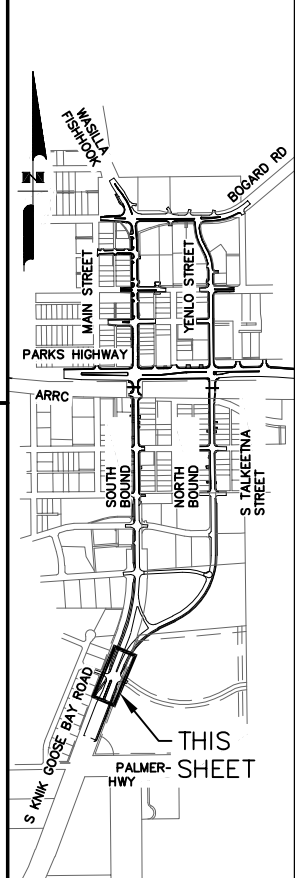 WASILLA
FISHHOOK
N
BOGARD RD
MAIN STREET
YENLO STREET
PARKS HIGHWAY
ARRC
SOUTH
BOUND
NORTH
BOUND
S TALKEETNA
STREET
S KNIK GOOSE BAY ROAD
THIS
SHEET
PALMER-
HWY